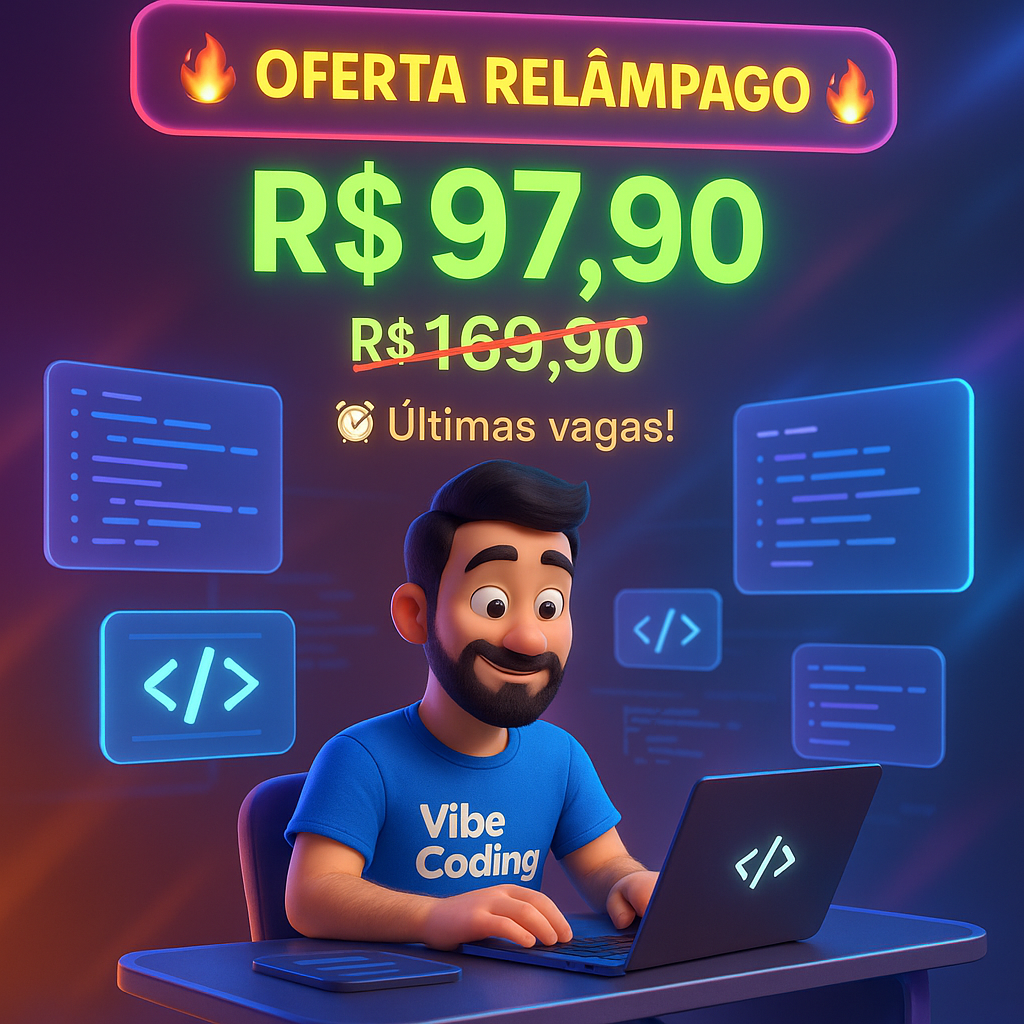 🔥 OFERTA RELÂMPAGO 🔥
R$ 97,90
R$ 169,90
⏰ Últimas vagas!
</>
</>
Vibe
Coding
</>